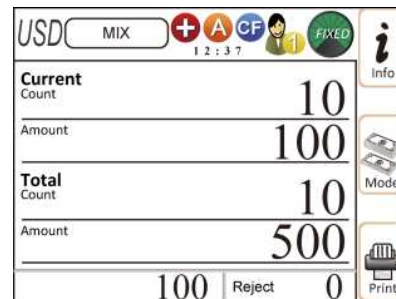 USD MIX A CF 1 FIXED
12:37
Info
Current
Count 10
Amount 100
Mode
Total
Count 10
Amount 500
Print
100 Reject 0